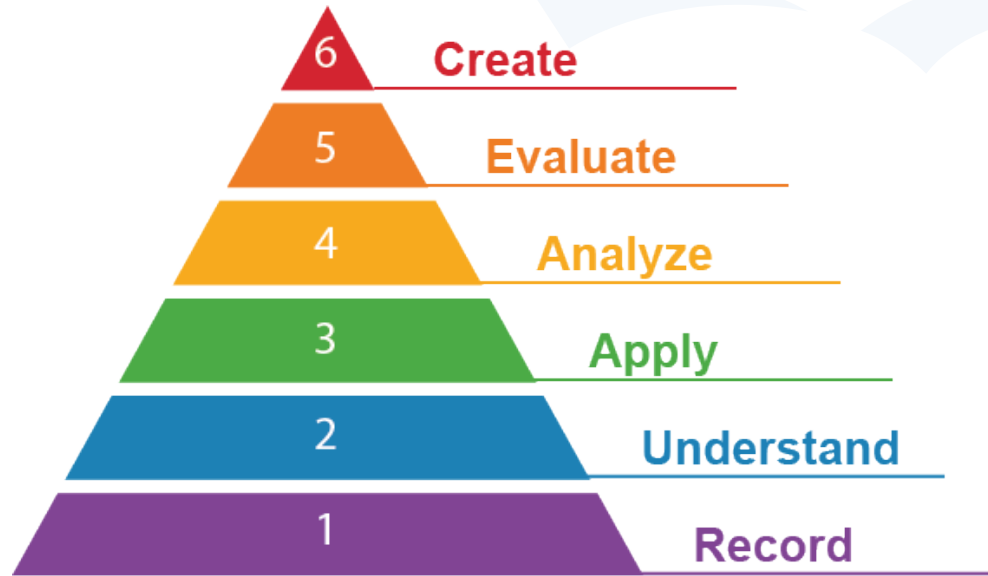 6 Create
5 Evaluate
4 Analyze
3 Apply
2 Understand
1 Record